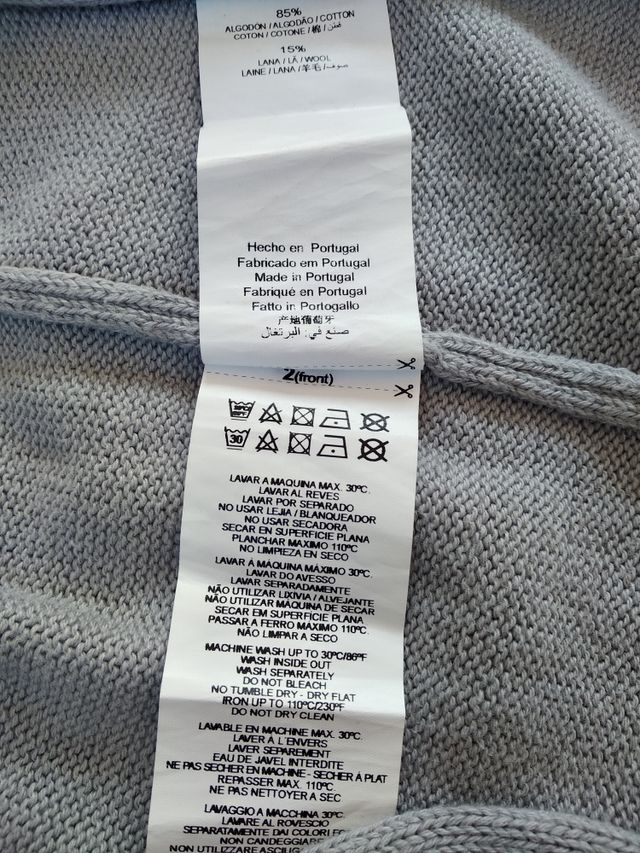 85%
ALGODÓN / ALGODÃO / COTTON
COTON / COTONE / 棉 / قطن
15%
LANA / LÃ / WOOL
LAINE / LANA / 羊毛 / صوف
Hecho en Portugal
Fabricado em Portugal
Made in Portugal
Fabriqué en Portugal
Fatto in Portogallo
产地葡萄牙
صنع في: البرتغال
2(front)
30
LAVAR A MAQUINA MAX. 30ºC.
LAVAR AL REVES
LAVAR POR SEPARADO
NO USAR LEJIA / BLANQUEADOR
NO USAR SECADORA
SECAR EN SUPERFICIE PLANA
PLANCHAR MAXIMO 110ºC
NO LIMPIEZA EN SECO
LAVAR À MÁQUINA MÁXIMO 30ºC.
LAVAR DO AVESSO
LAVAR SEPARADAMENTE
NÃO UTILIZAR LIXIVIA / ALVEJANTE
NÃO UTILIZAR MÁQUINA DE SECAR
SECAR EM SUPERFICIE PLANA
PASSAR A FERRO MAXIMO 110ºC.
NÃO LIMPAR A SECO
MACHINE WASH UP TO 30ºC/86ºF
WASH INSIDE OUT
WASH SEPARATELY
DO NOT BLEACH
NO TUMBLE DRY - DRY FLAT
IRON UP TO 110ºC/230ºF
DO NOT DRY CLEAN
LAVABLE EN MACHINE MAX. 30ºC.
LAVER À L'ENVERS
LAVER SEPAREMENT
EAU DE JAVEL INTERDITE
NE PAS SECHER EN MACHINE - SECHER À PLAT
REPASSER MAX. 110ºC.
NE PAS NETTOYER A SEC
LAVAGGIO A MACCHINA 30ºC.
LAVARE AL ROVESCIO
SEPARATAMENTE DAI COLORI
NON CANDEGGIARE
NON UTILIZZARE